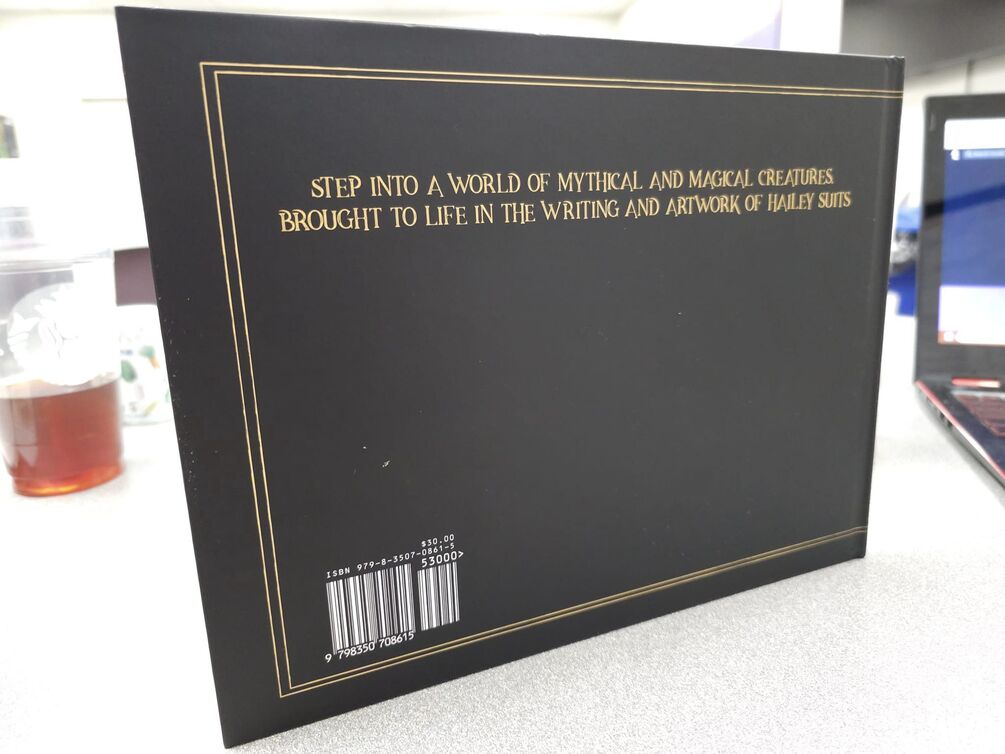 STEP INTO A WORLD OF MYTHICAL AND MAGICAL CREATURES.
BROUGHT TO LIFE IN THE WRITING AND ARTWORK OF HAILEY SUITS
$30.00
ISBN 979-8-3507-0861-5
53000>
9 798350 708615